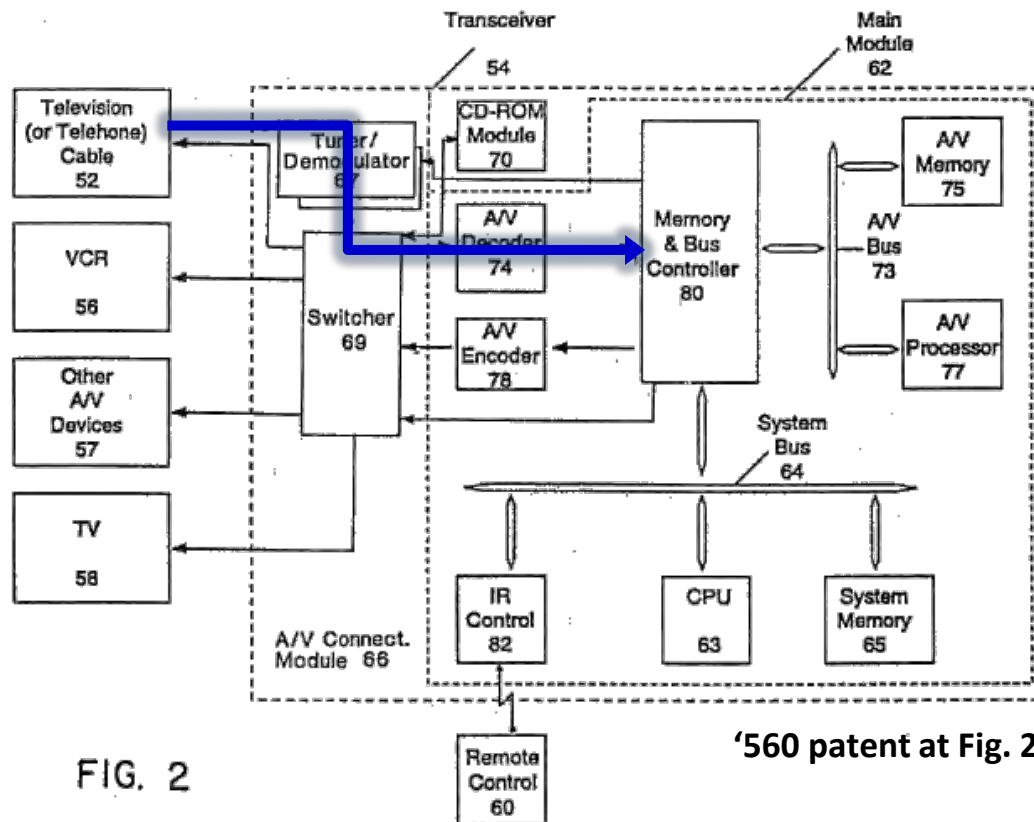 Transceiver
54
Main
Module
62
Television
(or Telehone)
Cable
52
Tuner/
Demodulator
67
CD-ROM
Module
70
A/V
Memory
75
VCR
56
A/V
Decoder
74
Memory
& Bus
Controller
80
A/V
Bus
73
Switcher
69
A/V
Encoder
78
A/V
Processor
77
Other
A/V
Devices
57
System
Bus
64
TV
58
IR
Control
82
CPU
63
System
Memory
65
A/V Connect.
Module 66
Remote
Control
60
FIG. 2
‘560 patent at Fig. 2